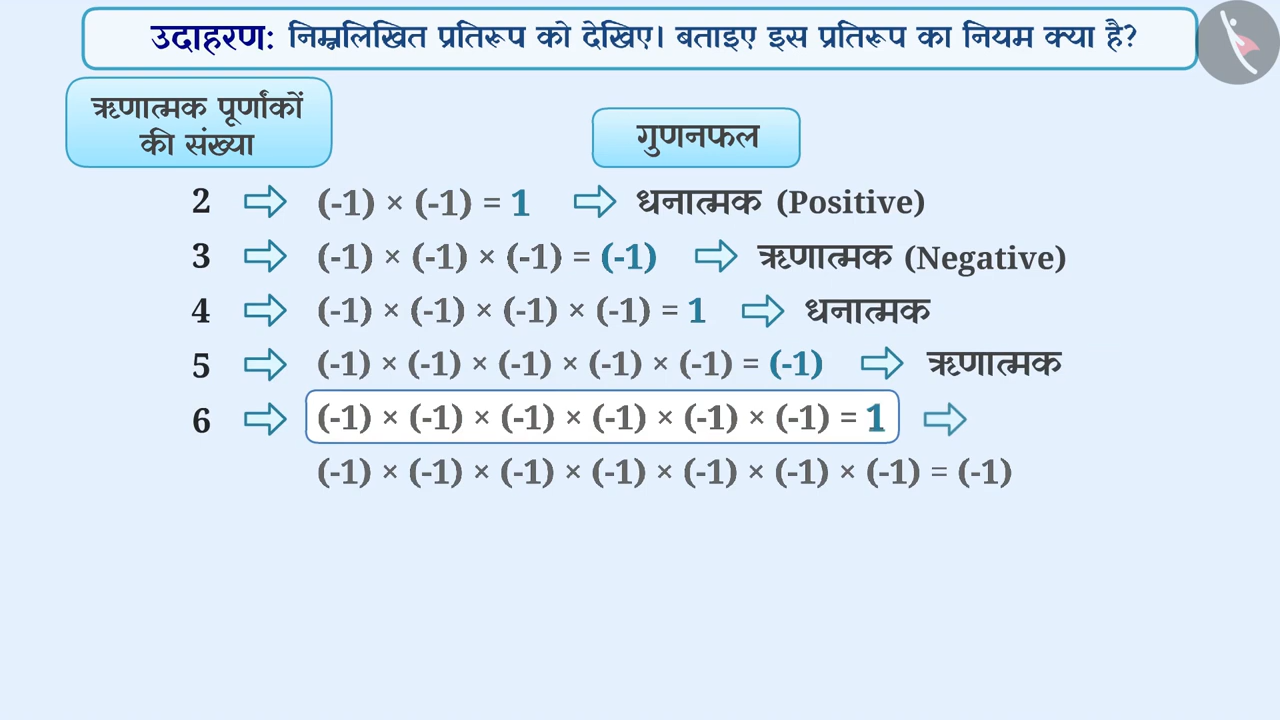 उदाहरण: निम्नलिखित प्रतिरूप को देखिए। बताइए इस प्रतिरूप का नियम क्या है?
ऋणात्मक पूर्णांकों
की संख्या
गुणनफल
2 ⇨ (-1) × (-1) = 1 ⇨ धनात्मक (Positive)
3 ⇨ (-1) × (-1) × (-1) = (-1) ⇨ ऋणात्मक (Negative)
4 ⇨ (-1) × (-1) × (-1) × (-1) = 1 ⇨ धनात्मक
5 ⇨ (-1) × (-1) × (-1) × (-1) × (-1) = (-1) ⇨ ऋणात्मक
6 ⇨ (-1) × (-1) × (-1) × (-1) × (-1) × (-1) = 1 ⇨
(-1) × (-1) × (-1) × (-1) × (-1) × (-1) × (-1) = (-1)